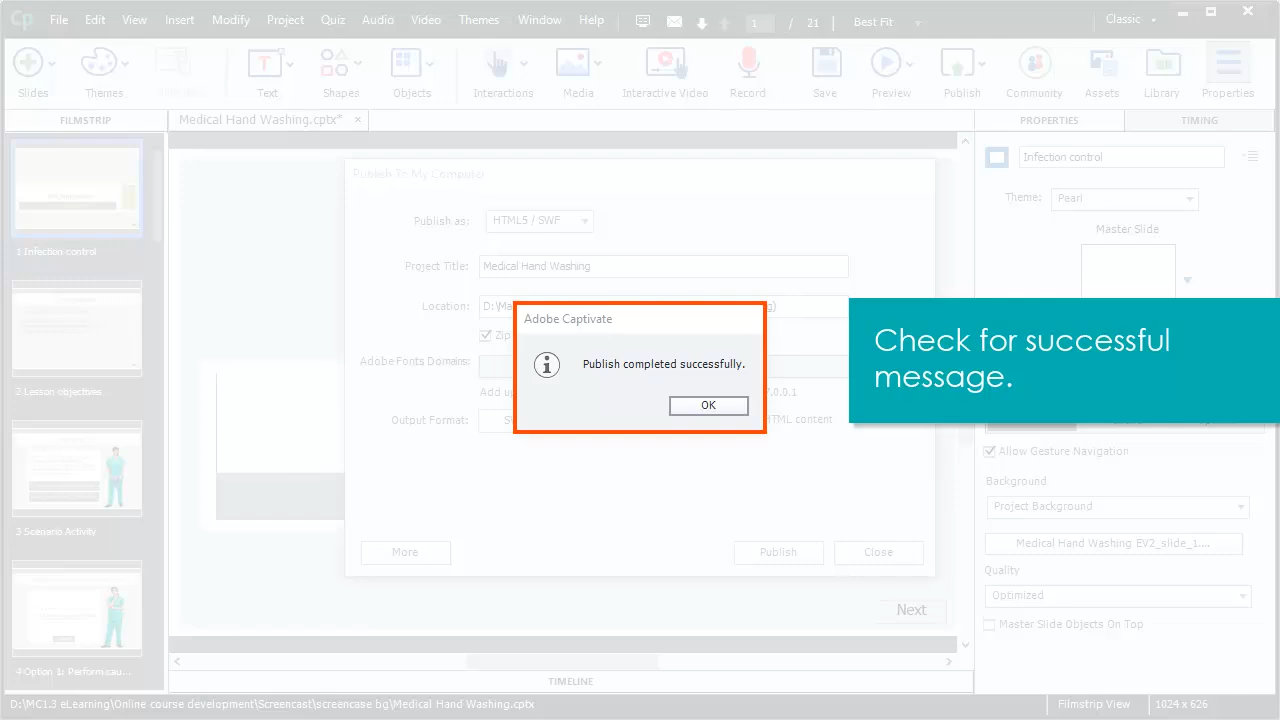 Cp File Edit View Insert Modify Project Quiz Audio Video Themes Window Help 1 / 21 Best Fit Classic
Slides Themes Text Shapes Objects Interactions Media Interactive Video Record Save Preview Publish Community Assets Library Properties
FILMSTRIP
Medical Hand Washing.cptx* ×
PROPERTIES TIMING
Publish To My Computer
Infection control
Theme: Pearl
Publish as: HTML5 / SWF
Master Slide
1 Infection control
Project Title: Medical Hand Washing
Location: D:\Ma
Adobe Captivate
Check for successful
message.
Zip
Adobe Fonts Domains:
Publish completed successfully.
2 Lesson objectives
OK
Output Format:
HTML content
Allow Gesture Navigation
Background
Project Background
3 Scenario Activity
Medical Hand Washing EV2_slide_1....
More Publish Close
Quality
Optimized
Next
Master Slide Objects On Top
4 Option 1: Perform cau...
TIMELINE
D:\MC1.3 eLearning\Online course development\Screencast\screencase bg\Medical Hand Washing.cptx Filmstrip View 1024 x 626